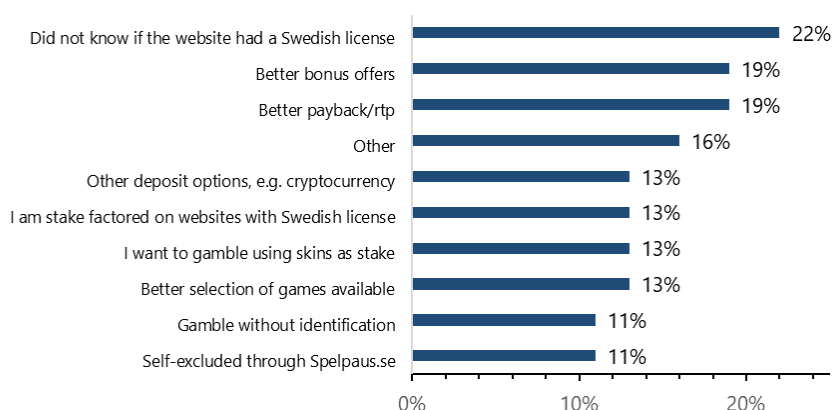 Did not know if the website had a Swedish license 22%
Better bonus offers 19%
Better payback/rtp 19%
Other 16%
Other deposit options, e.g. cryptocurrency 13%
I am stake factored on websites with Swedish license 13%
I want to gamble using skins as stake 13%
Better selection of games available 13%
Gamble without identification 11%
Self-excluded through Spelpaus.se 11%
0% 10% 20%